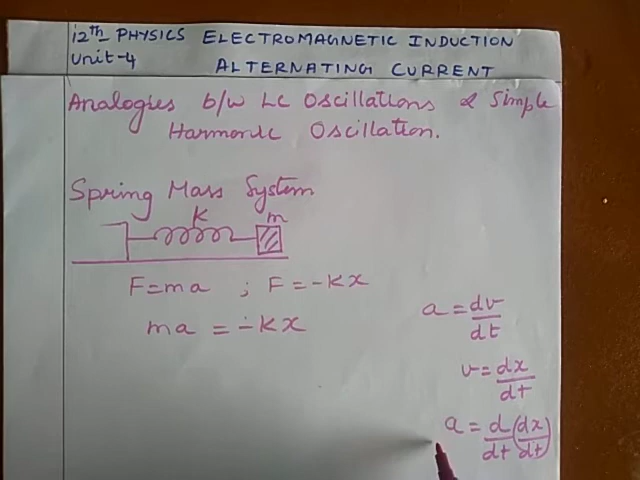 12th PHYSICS ELECTROMAGNETIC INDUCTION
Unit-4 ALTERNATING CURRENT
Analogies b/w LC Oscillations & Simple
Harmonic Oscillation.
Spring Mass System
K m
F=ma ; F=-Kx
ma = -Kx
a = dv/dt
v = dx/dt
a = d/dt(dx/dt)